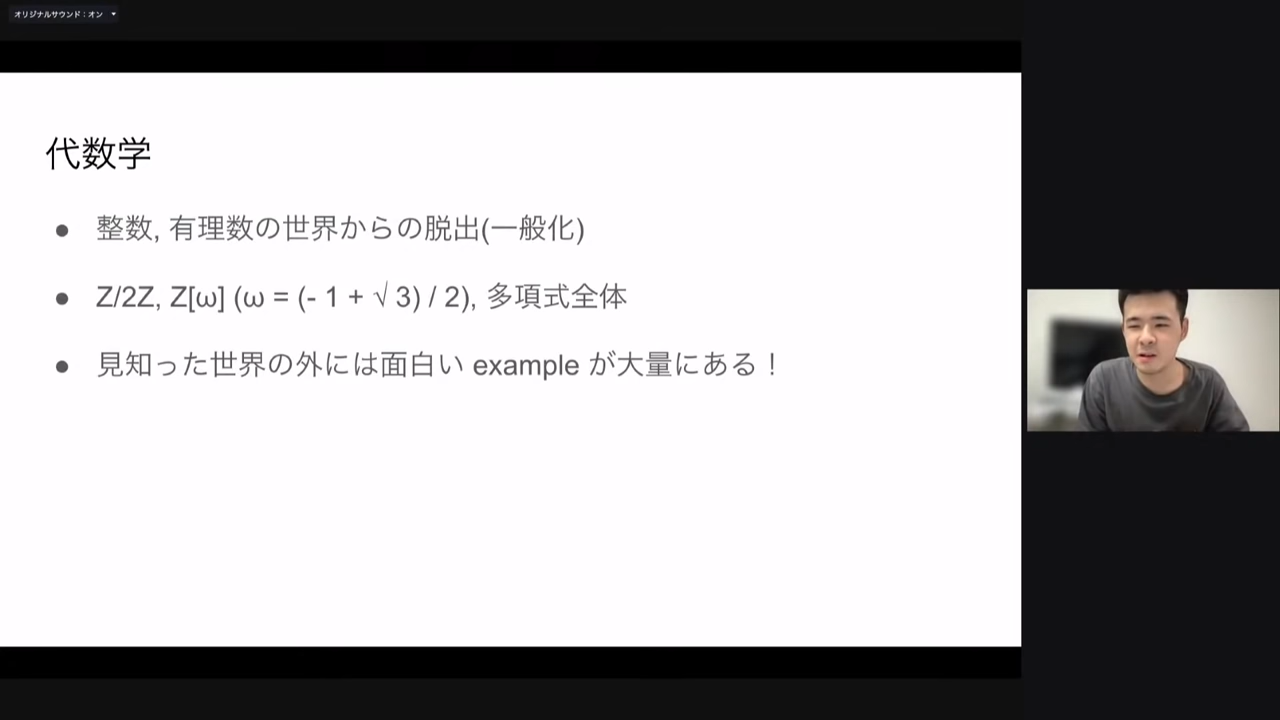 オリジナルサウンド：オン
代数学
● 整数, 有理数の世界からの脱出(一般化)
● Z/2Z, Z[ω] (ω = (- 1 + √ 3) / 2), 多項式全体
● 見知った世界の外には面白い example が大量にある！